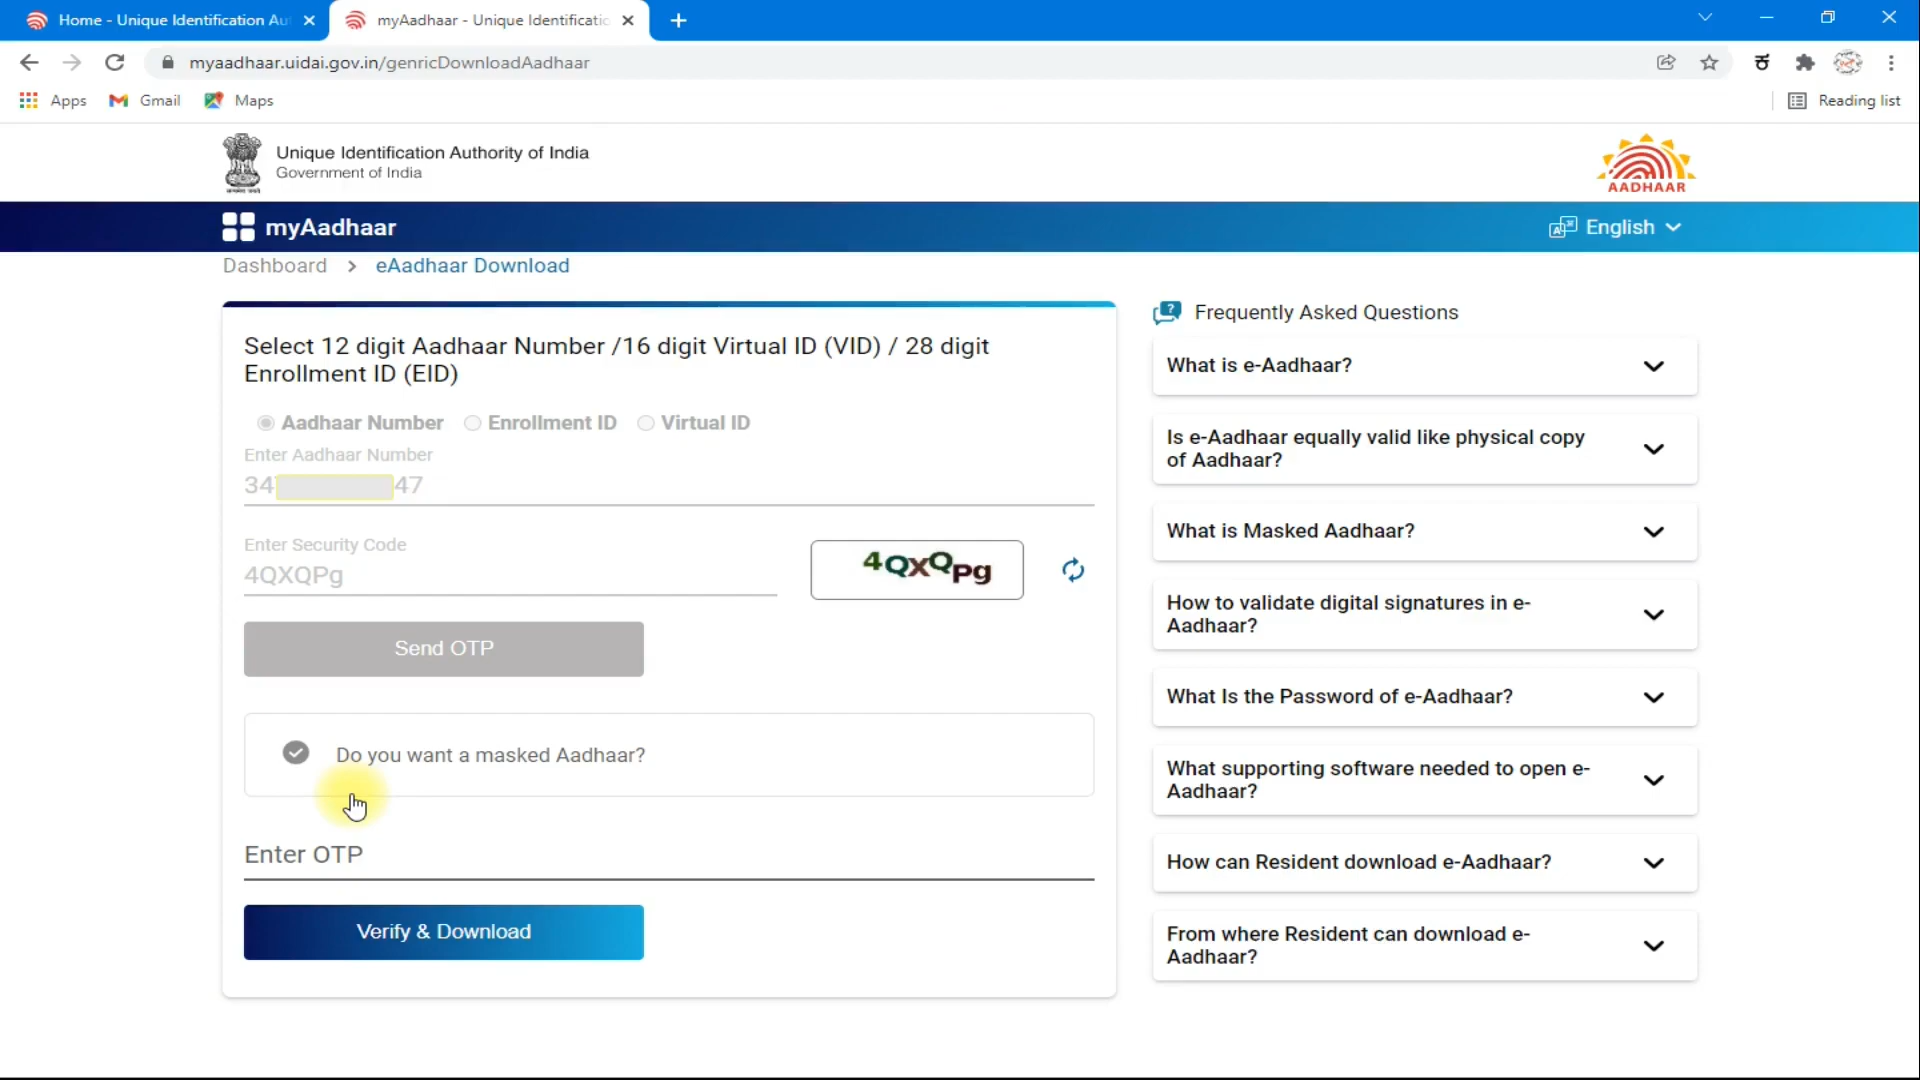 Home - Unique Identification Au
myAadhaar - Unique Identificatio
myaadhaar.uidai.gov.in/genricDownloadAadhaar
ಕ
Apps
Gmail
Maps
Reading list
Unique Identification Authority of India
Government of India
AADHAAR
myAadhaar
English
Dashboard > eAadhaar Download
Select 12 digit Aadhaar Number /16 digit Virtual ID (VID) / 28 digit
Enrollment ID (EID)
Aadhaar Number
Enrollment ID
Virtual ID
Enter Aadhaar Number
34
47
Enter Security Code
4QXQPg
4QXQPg
Send OTP
Do you want a masked Aadhaar?
Enter OTP
Verify & Download
Frequently Asked Questions
What is e-Aadhaar?
Is e-Aadhaar equally valid like physical copy
of Aadhaar?
What is Masked Aadhaar?
How to validate digital signatures in e-
Aadhaar?
What Is the Password of e-Aadhaar?
What supporting software needed to open e-
Aadhaar?
How can Resident download e-Aadhaar?
From where Resident can download e-
Aadhaar?